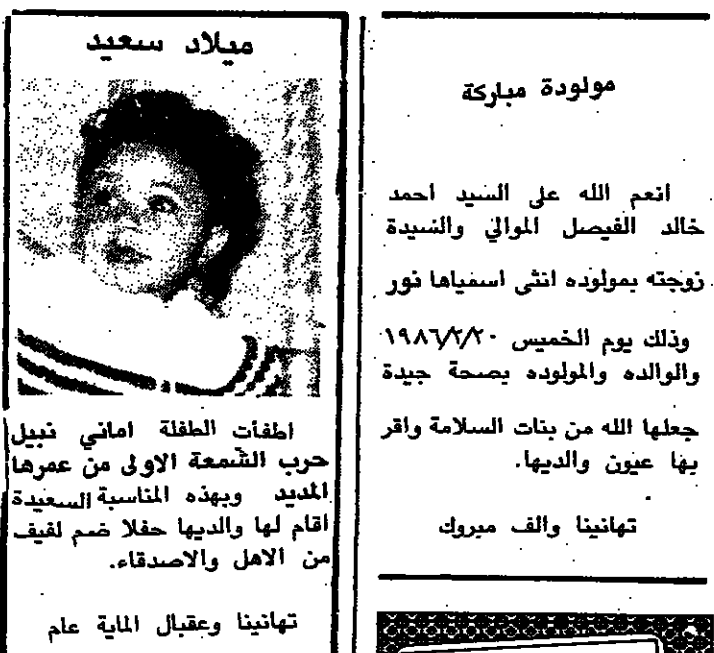 مولودة مباركة
انعم الله على السيد احمد
خالد الفيصل الموالي والسيدة
زوجته بمولوده انثى اسمياها نور
وذلك يوم الخميس ١٩٨٦/٢/٢٠
والوالده والمولوده بصحة جيدة
جعلها الله من بنات السلامة واقر
بها عيون والديها.
تهانينا والف مبروك
ميلاد سعيد
اطفأت الطفلة اماني نبيل
حرب الشمعة الاولى من عمرها
المديد وبهذه المناسبة السعيدة
اقام لها والديها حفلا ضم لفيف
من الاهل والاصدقاء.
تهانينا وعقبال الماية عام